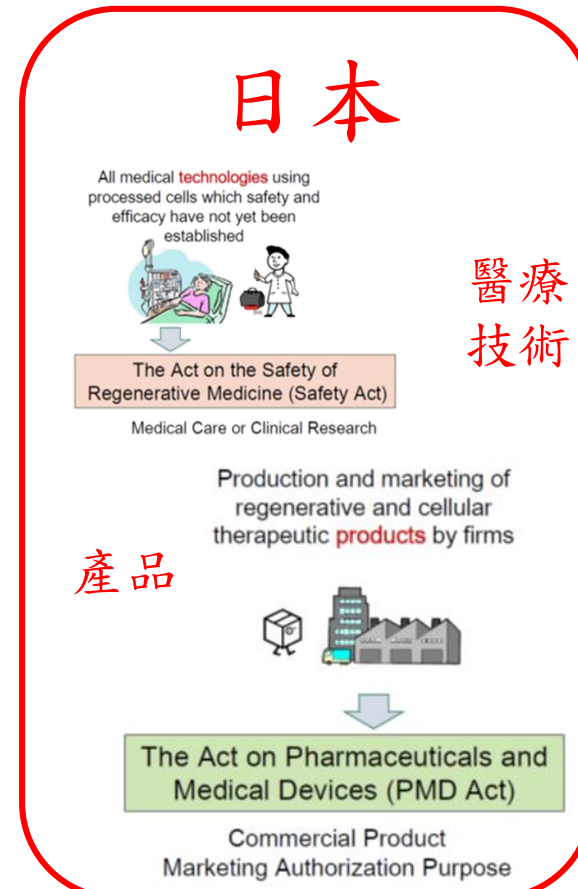 日本
All medical technologies using
processed cells which safety and
efficacy have not yet been
established
醫療
技術
The Act on the Safety of
Regenerative Medicine (Safety Act)
Medical Care or Clinical Research
Production and marketing of
regenerative and cellular
therapeutic products by firms
產品
The Act on Pharmaceuticals and
Medical Devices (PMD Act)
Commercial Product
Marketing Authorization Purpose